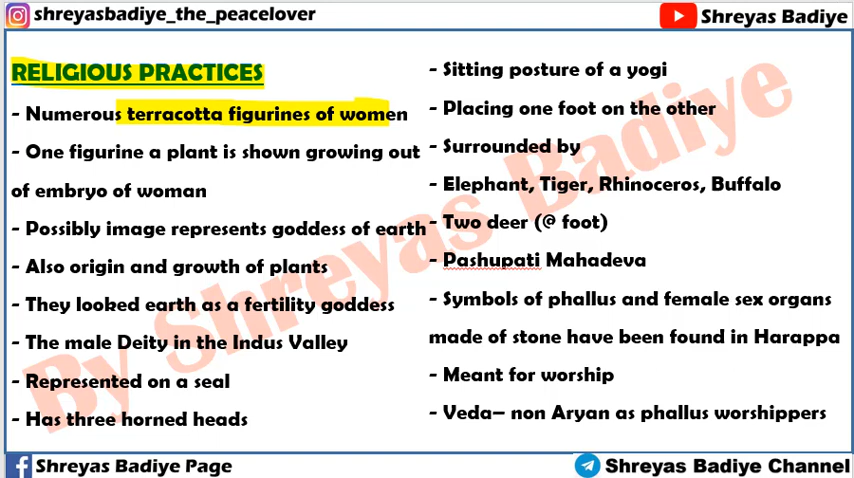 shreyasbadiye_the_peacelover
Shreyas Badiye
RELIGIOUS PRACTICES
- Numerous terracotta figurines of women
- One figurine a plant is shown growing out
of embryo of woman
- Possibly image represents goddess of earth
- Also origin and growth of plants
- They looked earth as a fertility goddess
- The male Deity in the Indus Valley
- Represented on a seal
- Has three horned heads
- Sitting posture of a yogi
- Placing one foot on the other
- Surrounded by
- Elephant, Tiger, Rhinoceros, Buffalo
- Two deer (@ foot)
- Pashupati Mahadeva
- Symbols of phallus and female sex organs
made of stone have been found in Harappa
- Meant for worship
- Veda– non Aryan as phallus worshippers
By Shreyas Badiye
Shreyas Badiye Page
Shreyas Badiye Channel